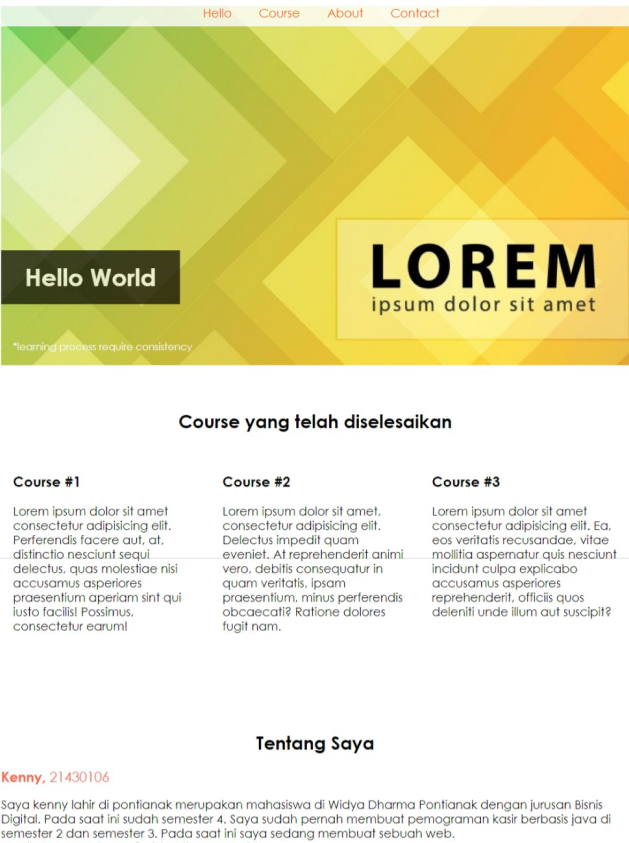 Hello Course About Contact
LOREM
ipsum dolor sit amet
Hello World
*learning process require consistency
Course yang telah diselesaikan
Course #1
Lorem ipsum dolor sit amet
consectetur adipisicing elit.
Perferendis facere aut, at,
distinctio nesciunt sequi
delectus, quas molestiae nisi
accusamus asperiores
praesentium aperiam sint qui
iusto facilis! Possimus,
consectetur earum!
Course #2
Lorem ipsum dolor sit amet,
consectetur adipisicing elit.
Delectus impedit quam
eveniet. At reprehenderit animi
vero, debitis consequatur in
quam veritatis, ipsam
praesentium, minus perferendis
obcaecati? Ratione dolores
fugit nam.
Course #3
Lorem ipsum dolor sit amet
consectetur adipisicing elit. Ea,
eos veritatis recusandae, vitae
mollitia aspernatur quis nesciunt
incidunt culpa explicabo
accusamus asperiores
reprehenderit, officiis quos
deleniti unde illum aut suscipit?
Tentang Saya
Kenny, 21430106
Saya kenny lahir di pontianak merupakan mahasiswa di Widya Dharma Pontianak dengan jurusan Bisnis
Digital. Pada saat ini sudah semester 4. Saya sudah pernah membuat pemograman kasir berbasis java di
semester 2 dan semester 3. Pada saat ini saya sedang membuat sebuah web.